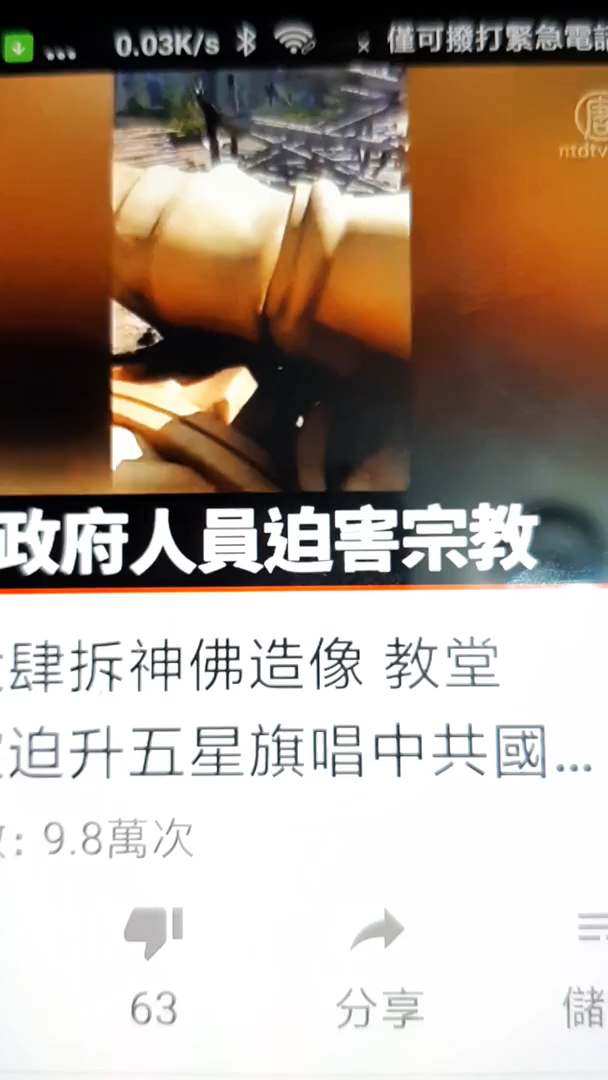 ... 0.03K/s 僅可撥打緊急電話
唐
ntdtv
政府人員迫害宗教
肆拆神佛造像 教堂
迫升五星旗唱中共國...
: 9.8萬次
63 分享 儲